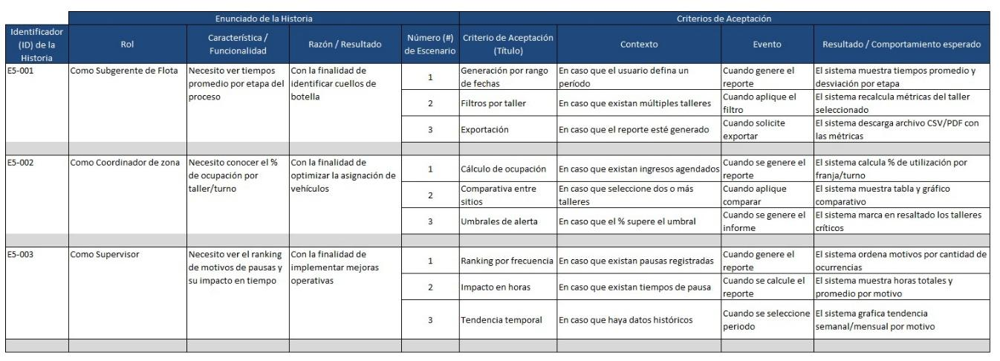 Enunciado de la Historia
Criterios de Aceptación
Identificador
(ID) de la
Historia
Rol
Característica /
Funcionalidad
Razón / Resultado
Número (#)
de Escenario
Criterio de Aceptación
(Título)
Contexto
Evento
Resultado / Comportamiento esperado
E5-001
Como Subgerente de Flota
Necesito ver tiempos
promedio por etapa del
proceso
Con la finalidad de
identificar cuellos de
botella
1
Generación por rango
de fechas
En caso que el usuario defina un
período
Cuando genere el
reporte
El sistema muestra tiempos promedio y
desviación por etapa
2
Filtros por taller
En caso que existan múltiples talleres
Cuando aplique el
filtro
El sistema recalcula métricas del taller
seleccionado
3
Exportación
En caso que el reporte esté generado
Cuando solicite
exportar
El sistema descarga archivo CSV/PDF con
las métricas
E5-002
Como Coordinador de zona
Necesito conocer el %
de ocupación por
taller/turno
Con la finalidad de
optimizar la asignación de
vehículos
1
Cálculo de ocupación
En caso que existan ingresos agendados
Cuando se genere el
reporte
El sistema calcula % de utilización por
franja/turno
2
Comparativa entre
sitios
En caso que seleccione dos o más
talleres
Cuando aplique
comparar
El sistema muestra tabla y gráfico
comparativo
3
Umbrales de alerta
En caso que el % supere el umbral
Cuando se genere el
informe
El sistema marca en resaltado los talleres
críticos
E5-003
Como Supervisor
Necesito ver el ranking
de motivos de pausas y
su impacto en tiempo
Con la finalidad de
implementar mejoras
operativas
1
Ranking por frecuencia
En caso que existan pausas registradas
Cuando genere el
reporte
El sistema ordena motivos por cantidad de
ocurrencias
2
Impacto en horas
En caso que existan tiempos de pausa
Cuando se calcule el
reporte
El sistema muestra horas totales y
promedio por motivo
3
Tendencia temporal
En caso que haya datos históricos
Cuando se seleccione
periodo
El sistema grafica tendencia
semanal/mensual por motivo